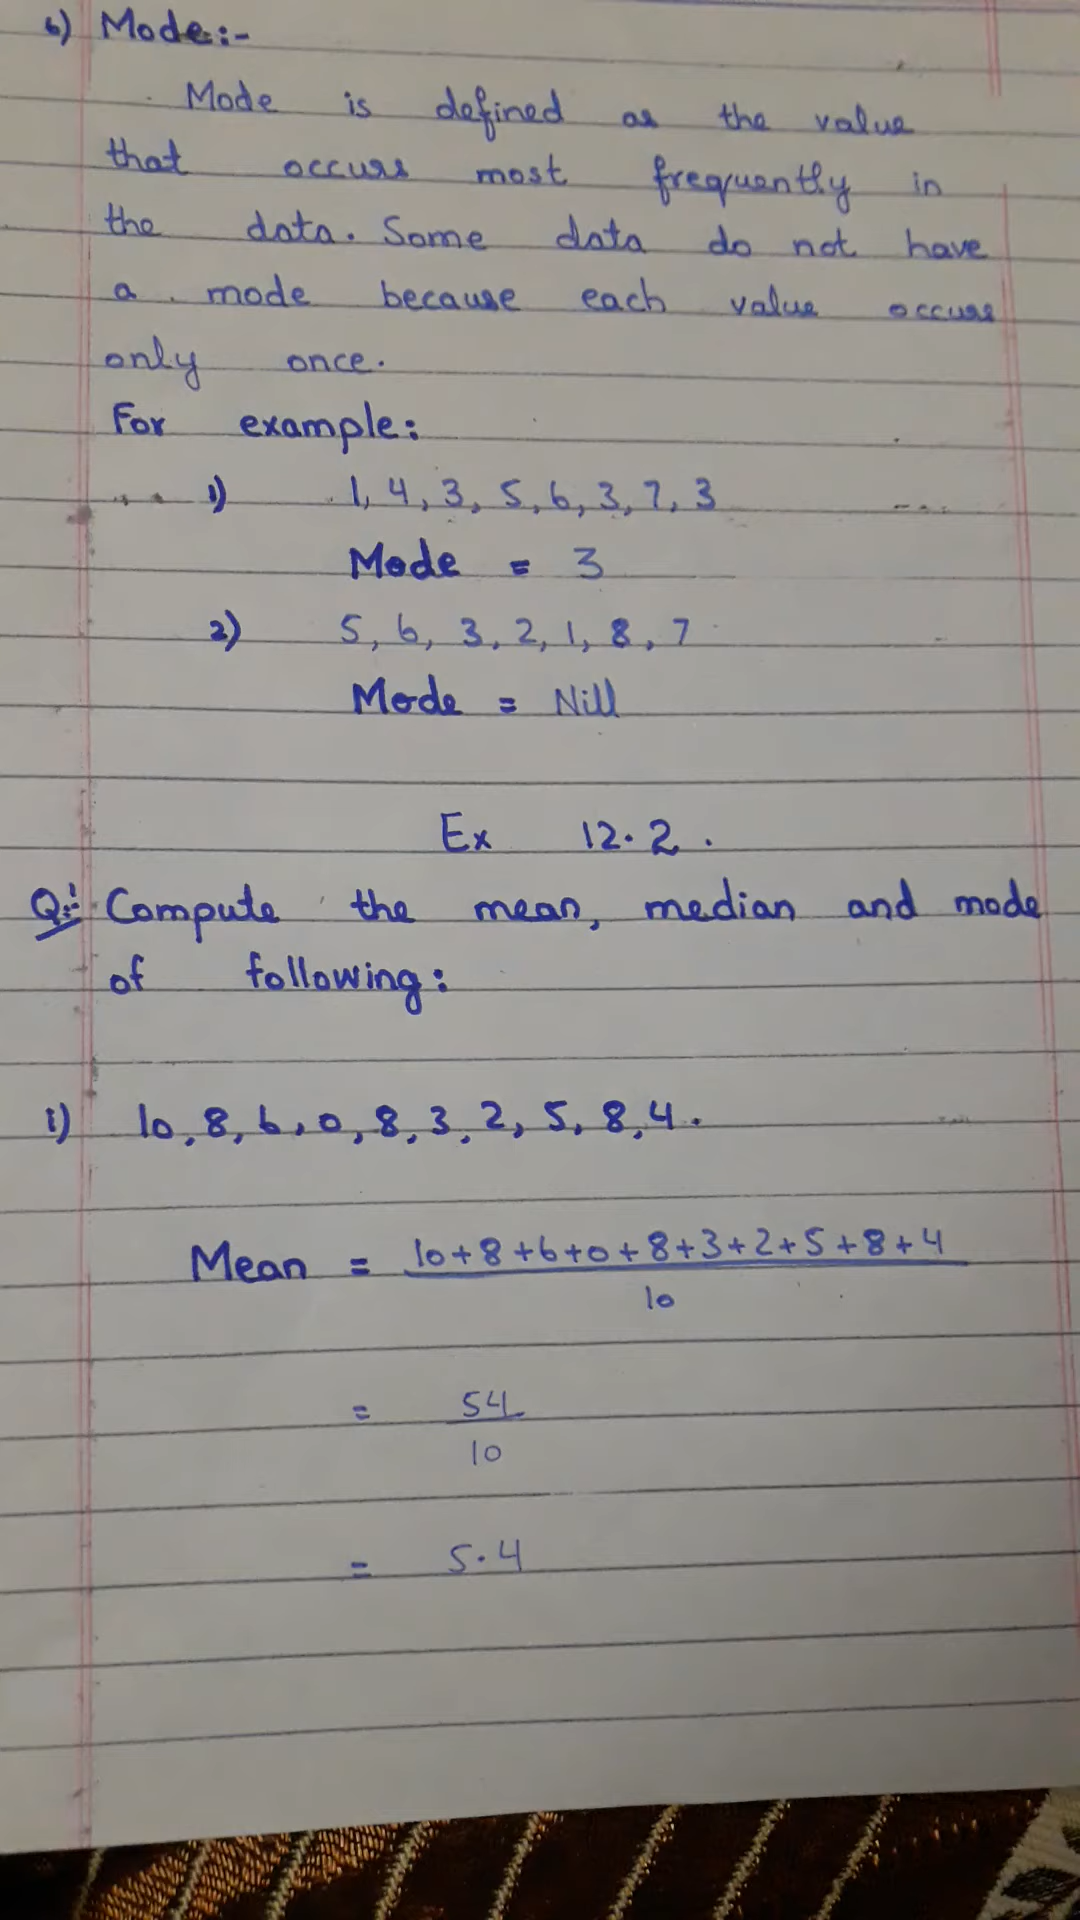 6) Mode:-
Mode is defined as the value
that occurs most frequently in
the data. Some data do not have
a mode because each value occurs
only once.
For example:
1) 1, 4, 3, 5, 6, 3, 7, 3
Mode = 3
2) 5, 6, 3, 2, 1, 8, 7
Mode = Nill
Ex 12.2.
Q:1 Compute the mean, median and mode
of following:
i) 10, 8, 6, 0, 8, 3, 2, 5, 8, 4.
Mean = 10+8+6+0+8+3+2+5+8+4
10
= 54
10
= 5.4